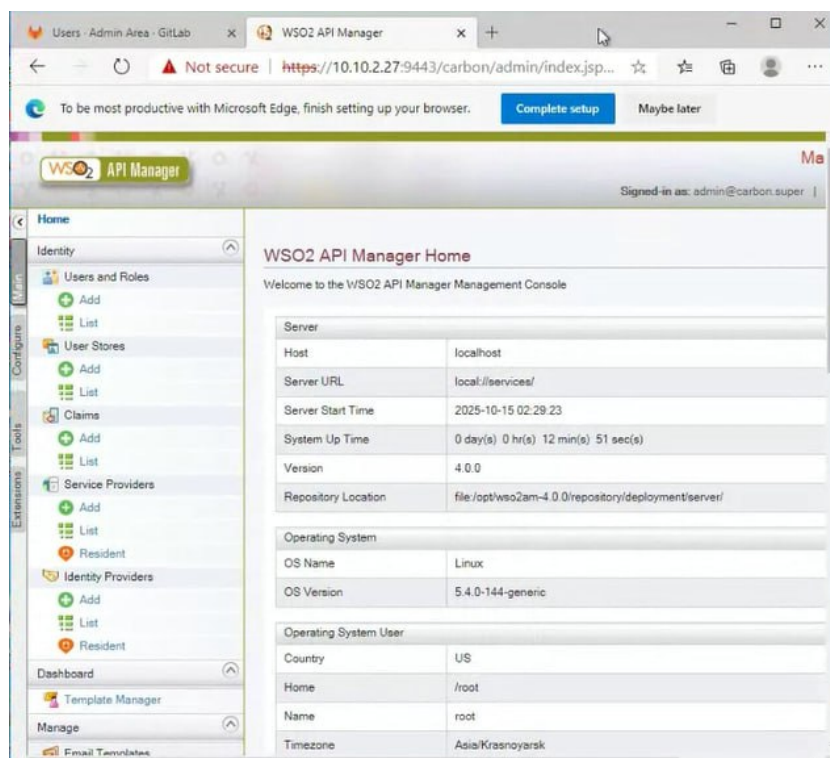 Users · Admin Area · GitLab
WSO2 API Manager
Not secure | https://10.10.2.27:9443/carbon/admin/index.jsp...
To be most productive with Microsoft Edge, finish setting up your browser.
Complete setup
Maybe later
WSO2 API Manager
Ma
Signed-in as: admin@carbon.super |
Main
Configure
Tools
Extensions
Home
Identity
Users and Roles
Add
List
User Stores
Add
List
Claims
Add
List
Service Providers
Add
List
Resident
Identity Providers
Add
List
Resident
Dashboard
Template Manager
Manage
Email Templates
WSO2 API Manager Home
Welcome to the WSO2 API Manager Management Console
Server
Host localhost
Server URL local://services/
Server Start Time 2025-10-15 02:29:23
System Up Time 0 day(s) 0 hr(s) 12 min(s) 51 sec(s)
Version 4.0.0
Repository Location file:/opt/wso2am-4.0.0/repository/deployment/server/
Operating System
OS Name Linux
OS Version 5.4.0-144-generic
Operating System User
Country US
Home /root
Name root
Timezone Asia/Krasnoyarsk